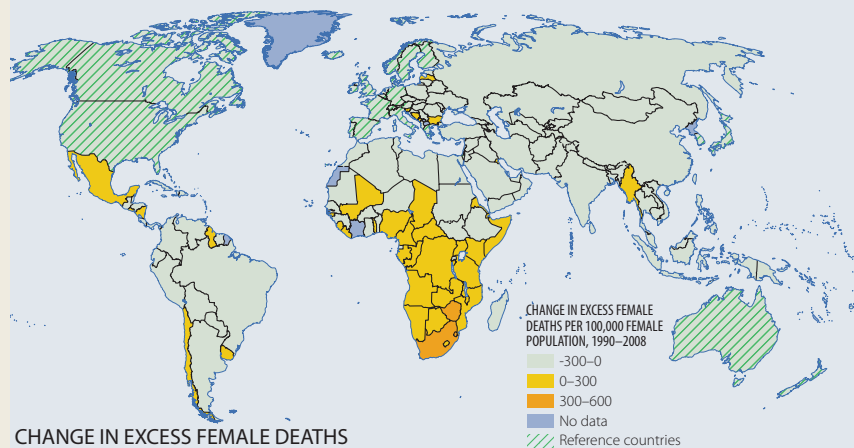 CHANGE IN EXCESS FEMALE
DEATHS PER 100,000 FEMALE
POPULATION, 1990–2008
-300–0
0–300
300–600
No data
Reference countries
CHANGE IN EXCESS FEMALE DEATHS